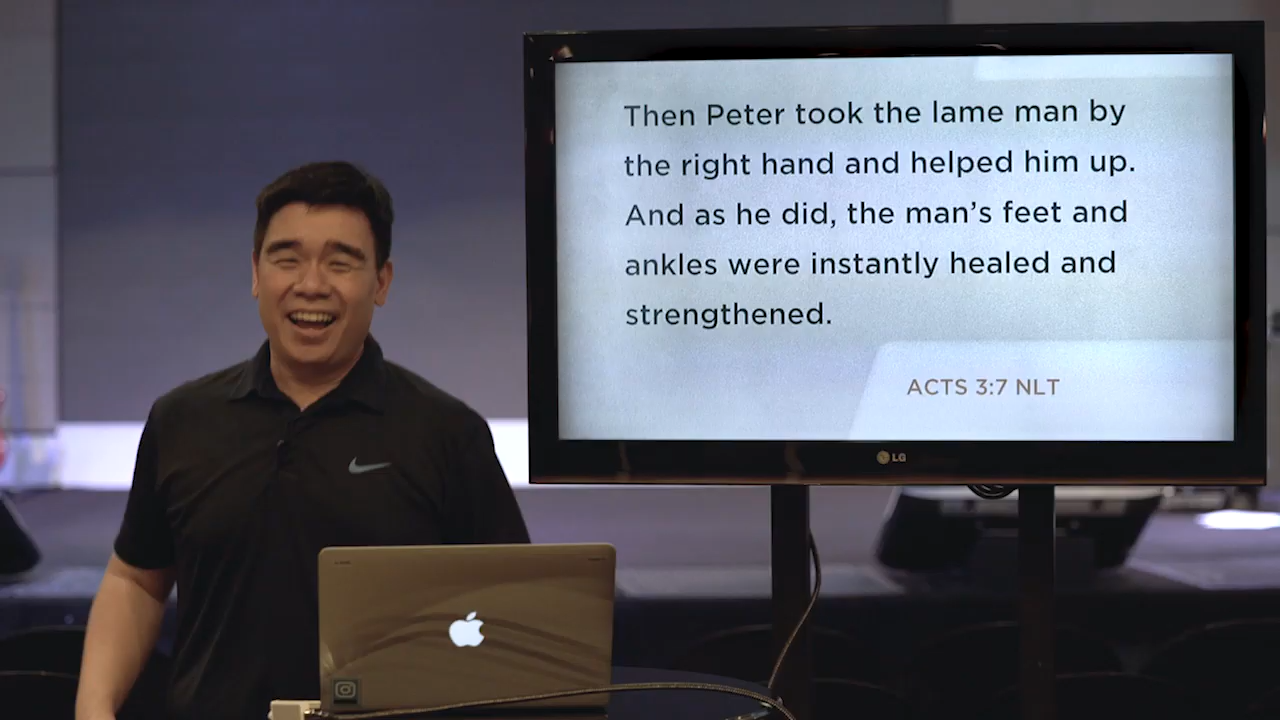 Then Peter took the lame man by
the right hand and helped him up.
And as he did, the man's feet and
ankles were instantly healed and
strengthened.
ACTS 3:7 NLT
LG